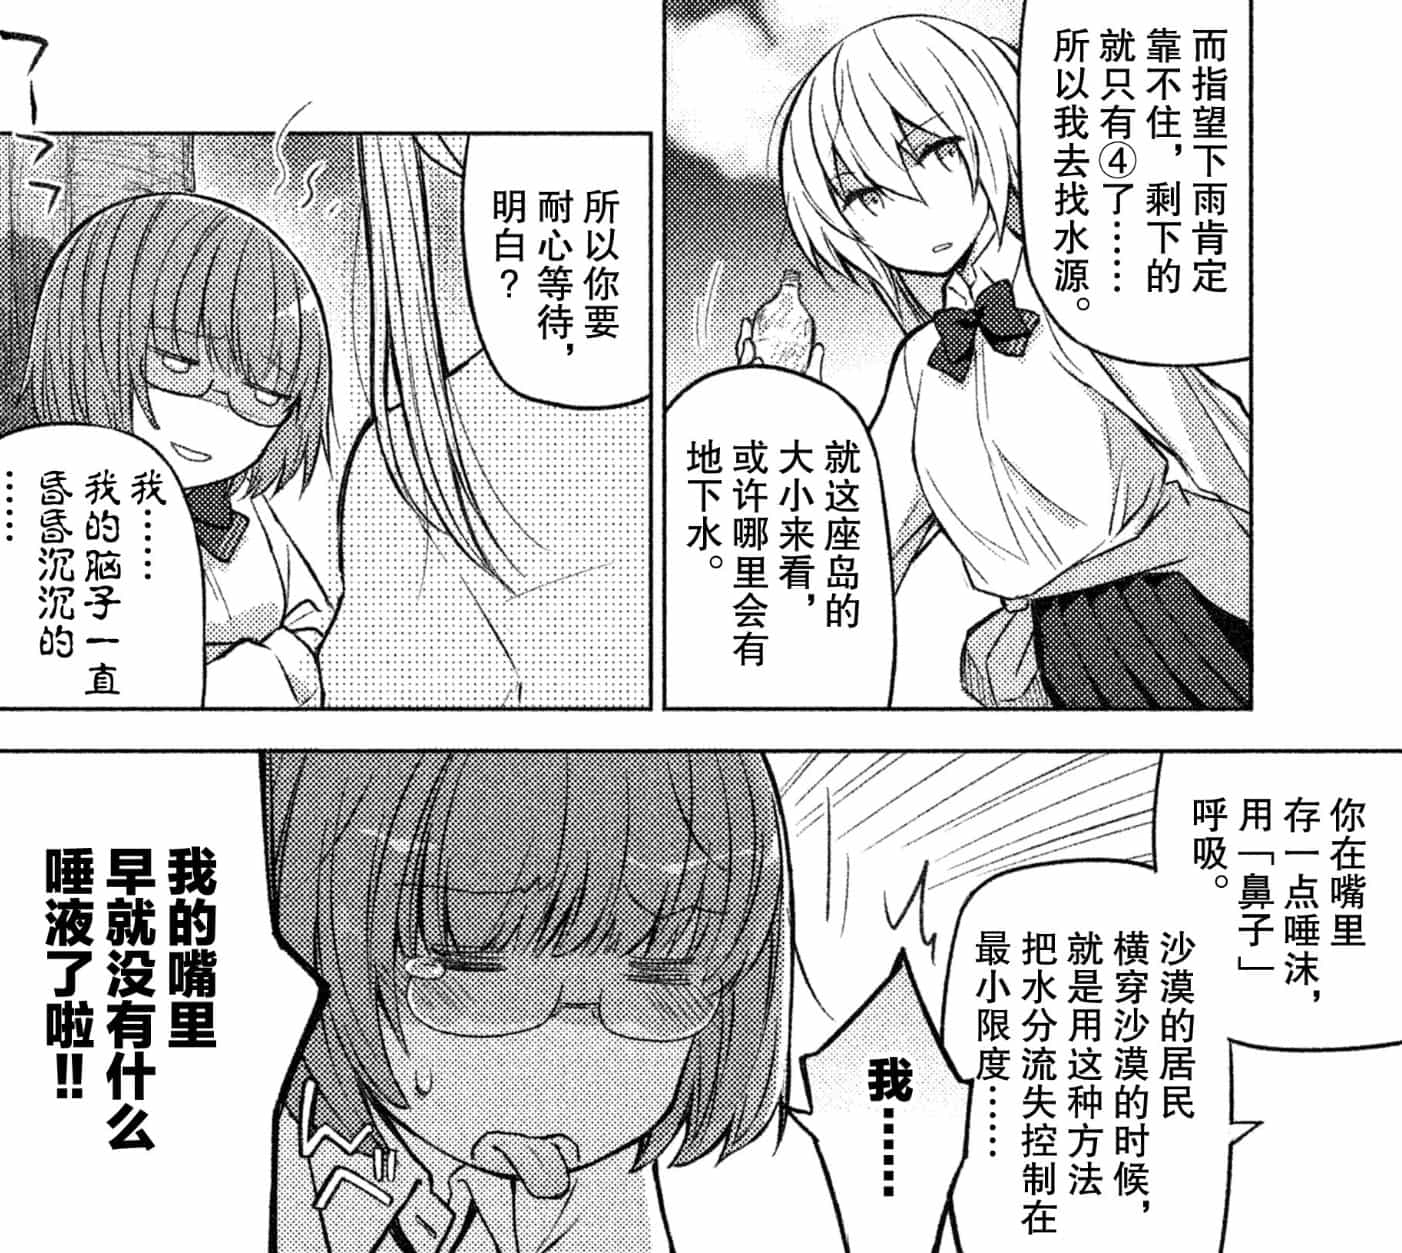 而指望下雨肯定
靠不住，剩下的
就只有④了……
所以我去找水源。
就这座岛的
大小来看，
或许哪里会有
地下水。
所以你要
耐心等待，
明白？
フラフラ
我……
我的脑子一直
昏昏沉沉的
……
你在嘴里
存一点唾沫，
用「鼻子」
呼吸。
沙漠的居民
横穿沙漠的时候，
就是用这种方法
把水分流失控制在
最小限度……
我……
我的嘴里
早就没有什么
唾液了啦!!